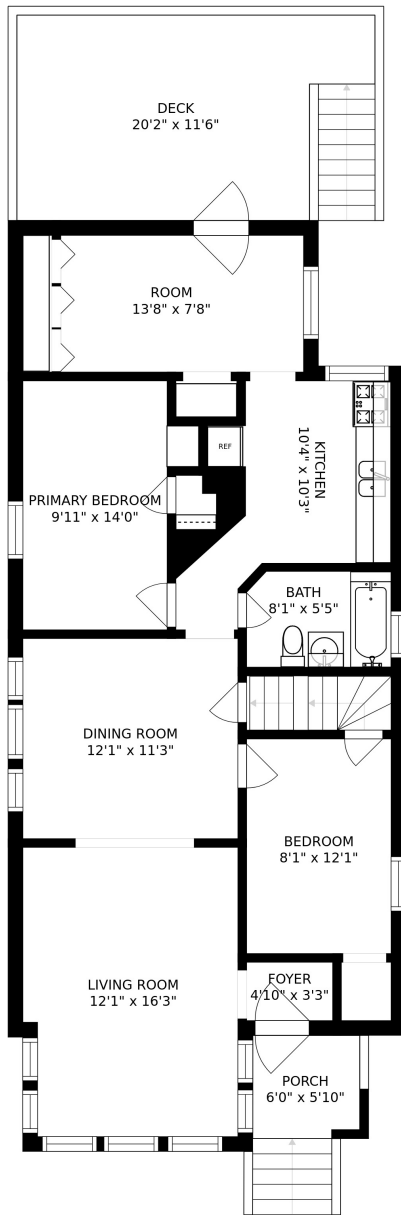 DECK
20'2" x 11'6"
ROOM
13'8" x 7'8"
KITCHEN
10'4" x 10'3"
REF
PRIMARY BEDROOM
9'11" x 14'0"
BATH
8'1" x 5'5"
DINING ROOM
12'1" x 11'3"
BEDROOM
8'1" x 12'1"
LIVING ROOM
12'1" x 16'3"
FOYER
4'10" x 3'3"
PORCH
6'0" x 5'10"